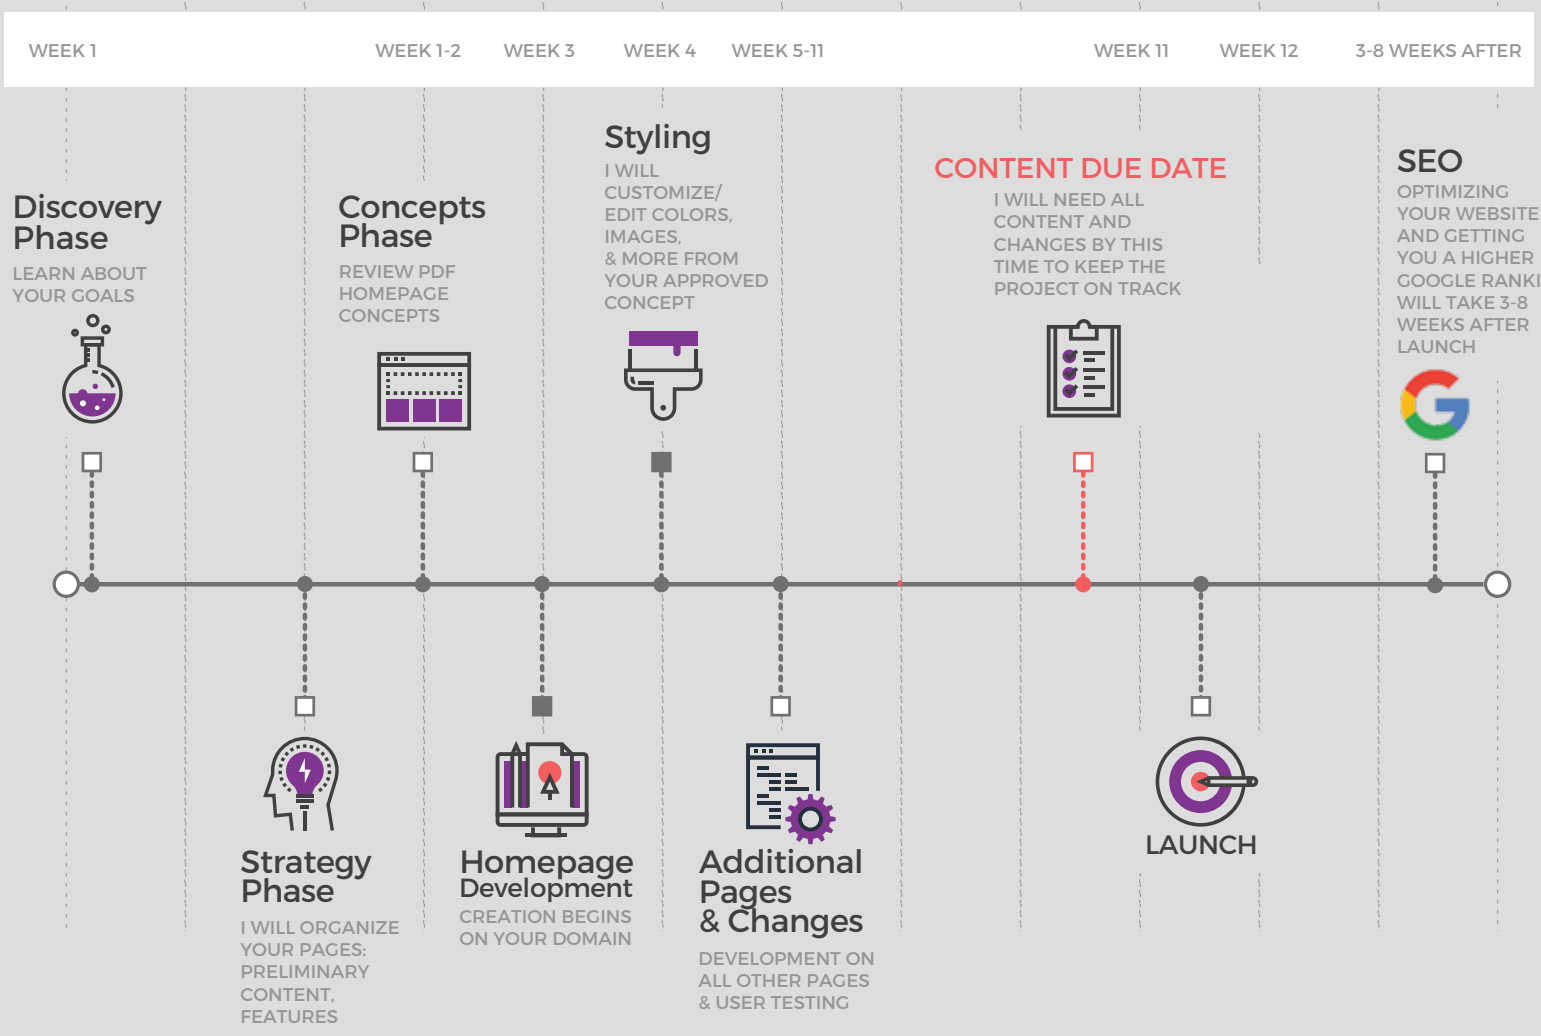 WEEK 1
WEEK 1-2
WEEK 3
WEEK 4
WEEK 5-11
WEEK 11
WEEK 12
3-8 WEEKS AFTER
Discovery
Phase
LEARN ABOUT
YOUR GOALS
Concepts
Phase
REVIEW PDF
HOMEPAGE
CONCEPTS
Styling
I WILL
CUSTOMIZE/
EDIT COLORS,
IMAGES,
& MORE FROM
YOUR APPROVED
CONCEPT
CONTENT DUE DATE
I WILL NEED ALL
CONTENT AND
CHANGES BY THIS
TIME TO KEEP THE
PROJECT ON TRACK
SEO
OPTIMIZING
YOUR WEBSITE
AND GETTING
YOU A HIGHER
GOOGLE RANKI
WILL TAKE 3-8
WEEKS AFTER
LAUNCH
Strategy
Phase
I WILL ORGANIZE
YOUR PAGES:
PRELIMINARY
CONTENT,
FEATURES
Homepage
Development
CREATION BEGINS
ON YOUR DOMAIN
Additional
Pages
& Changes
DEVELOPMENT ON
ALL OTHER PAGES
& USER TESTING
LAUNCH